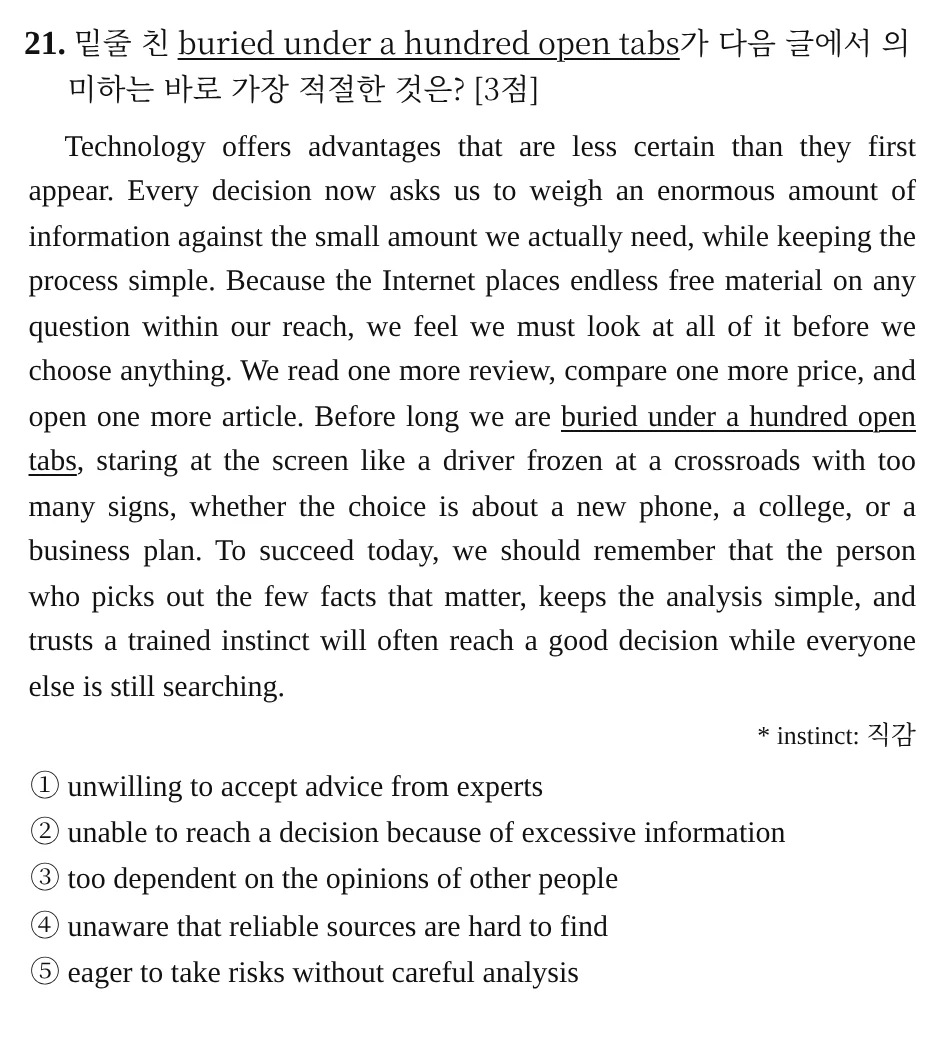 21. 밑줄 친 buried under a hundred open tabs가 다음 글에서 의
미하는 바로 가장 적절한 것은? [3점]
Technology offers advantages that are less certain than they first
appear. Every decision now asks us to weigh an enormous amount of
information against the small amount we actually need, while keeping the
process simple. Because the Internet places endless free material on any
question within our reach, we feel we must look at all of it before we
choose anything. We read one more review, compare one more price, and
open one more article. Before long we are buried under a hundred open
tabs, staring at the screen like a driver frozen at a crossroads with too
many signs, whether the choice is about a new phone, a college, or a
business plan. To succeed today, we should remember that the person
who picks out the few facts that matter, keeps the analysis simple, and
trusts a trained instinct will often reach a good decision while everyone
else is still searching.
* instinct: 직감
① unwilling to accept advice from experts
② unable to reach a decision because of excessive information
③ too dependent on the opinions of other people
④ unaware that reliable sources are hard to find
⑤ eager to take risks without careful analysis